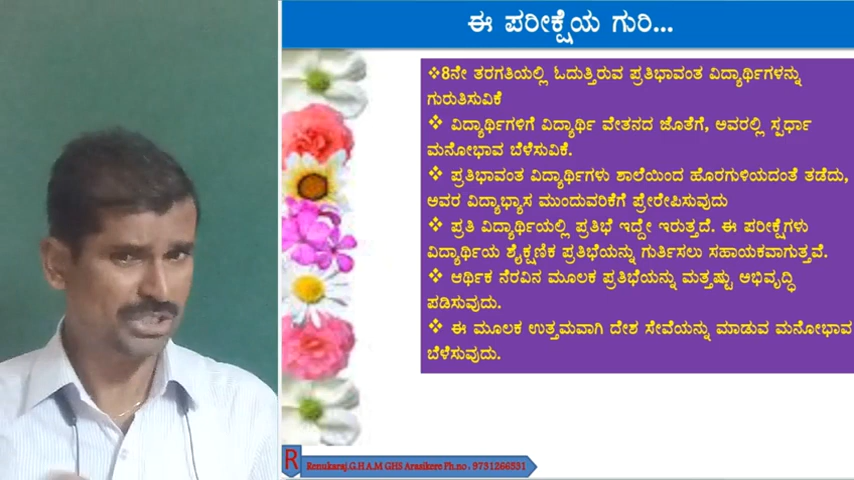 ಈ ಪರೀಕ್ಷೆಯ ಗುರಿ...
❖8ನೇ ತರಗತಿಯಲ್ಲಿ ಓದುತ್ತಿರುವ ಪ್ರತಿಭಾವಂತ ವಿದ್ಯಾರ್ಥಿಗಳನ್ನು
ಗುರುತಿಸುವಿಕೆ
❖ ವಿದ್ಯಾರ್ಥಿಗಳಿಗೆ ವಿದ್ಯಾರ್ಥಿ ವೇತನದ ಜೊತೆಗೆ, ಅವರಲ್ಲಿ ಸ್ಪರ್ಧಾ
ಮನೋಭಾವ ಬೆಳೆಸುವಿಕೆ.
❖ ಪ್ರತಿಭಾವಂತ ವಿದ್ಯಾರ್ಥಿಗಳು ಶಾಲೆಯಿಂದ ಹೊರಗುಳಿಯದಂತೆ ತಡೆದು,
ಅವರ ವಿದ್ಯಾಭ್ಯಾಸ ಮುಂದುವರಿಕೆಗೆ ಪ್ರೇರೇಪಿಸುವುದು
❖ ಪ್ರತಿ ವಿದ್ಯಾರ್ಥಿಯಲ್ಲಿ ಪ್ರತಿಭೆ ಇದ್ದೇ ಇರುತ್ತದೆ. ಈ ಪರೀಕ್ಷೆಗಳು
ವಿದ್ಯಾರ್ಥಿಯ ಶೈಕ್ಷಣಿಕ ಪ್ರತಿಭೆಯನ್ನು ಗುರ್ತಿಸಲು ಸಹಾಯಕವಾಗುತ್ತವೆ.
❖ ಆರ್ಥಿಕ ನೆರವಿನ ಮೂಲಕ ಪ್ರತಿಭೆಯನ್ನು ಮತ್ತಷ್ಟು ಅಭಿವೃದ್ಧಿ
ಪಡಿಸುವುದು.
❖ ಈ ಮೂಲಕ ಉತ್ತಮವಾಗಿ ದೇಶ ಸೇವೆಯನ್ನು ಮಾಡುವ ಮನೋಭಾವ
ಬೆಳೆಸುವುದು.
R Renukaraj.G.H A.M GHS Arasikere Ph.no : 9731266531